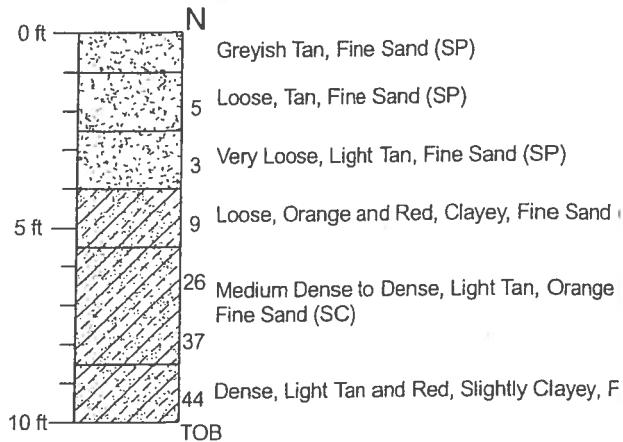 N
0 ft
Greyish Tan, Fine Sand (SP)
5 Loose, Tan, Fine Sand (SP)
3 Very Loose, Light Tan, Fine Sand (SP)
5 ft
9 Loose, Orange and Red, Clayey, Fine Sand
26 Medium Dense to Dense, Light Tan, Orange
Fine Sand (SC)
37
44 Dense, Light Tan and Red, Slightly Clayey, F
10 ft
TOB